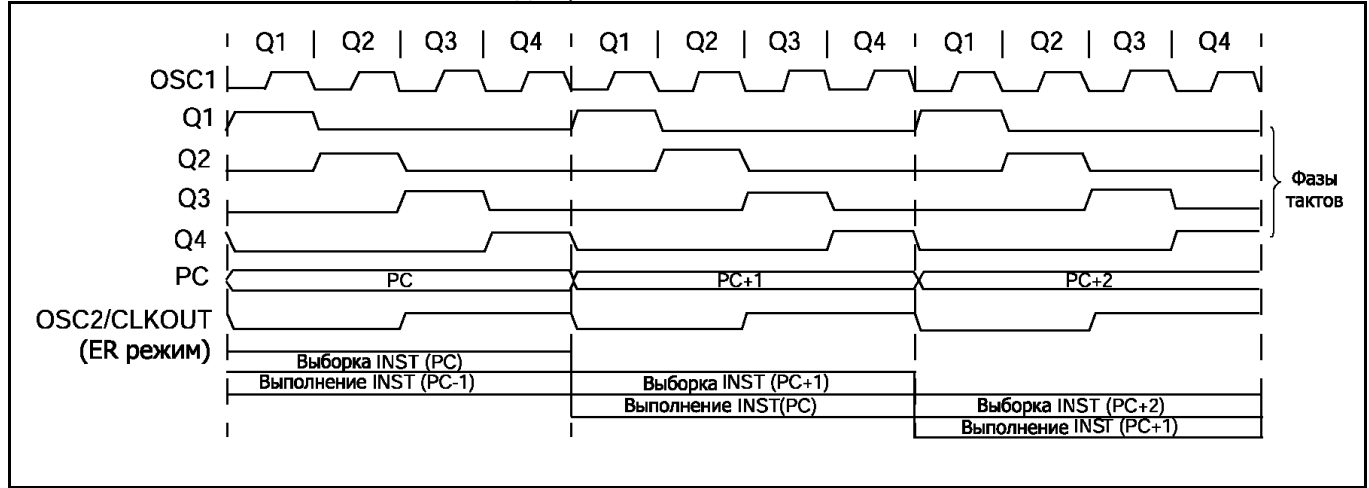 Q1 | Q2 | Q3 | Q4 Q1 | Q2 | Q3 | Q4 Q1 | Q2 | Q3 | Q4
OSC1
Q1
Q2
Q3
Q4
Фазы
тактов
PC PC PC+1 PC+2
OSC2/CLKOUT
(ER режим)
Выборка INST (PC)
Выполнение INST (PC-1) Выборка INST (PC+1)
Выполнение INST(PC) Выборка INST (PC+2)
Выполнение INST (PC+1)